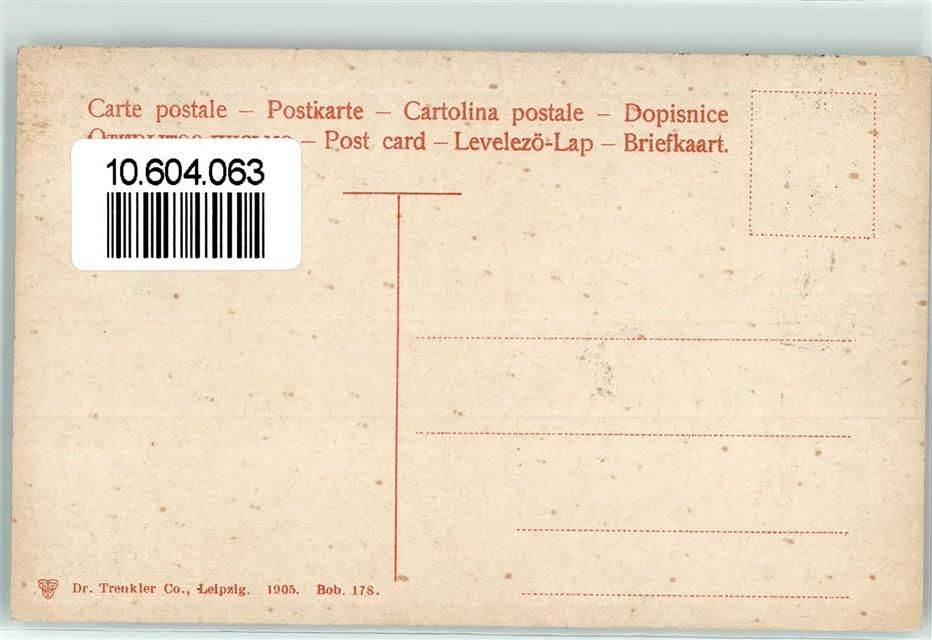 Carte postale – Postkarte – Cartolina postale – Dopisnice
– Post card – Levelezö-Lap – Briefkaart.
10.604.063
Dr. Trenkler Co., Leipzig. 1905. Bob. 178.